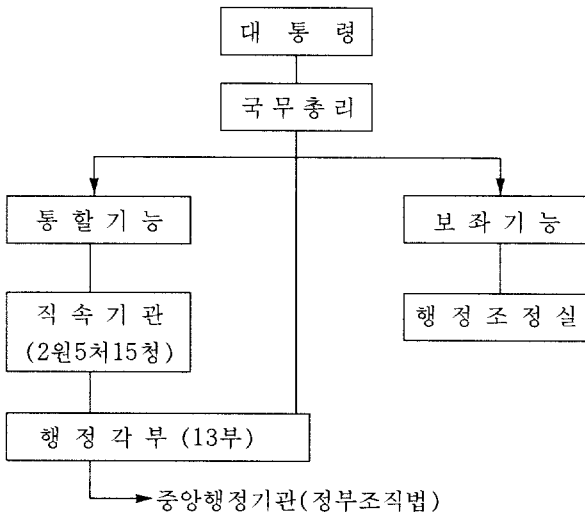 대 통 령
국 무 총 리
통 할 기 능
보 좌 기 능
직 속 기 관
(2원5처15청)
행 정 조 정 실
행 정 각 부 (13부)
중앙행정기관(정부조직법)